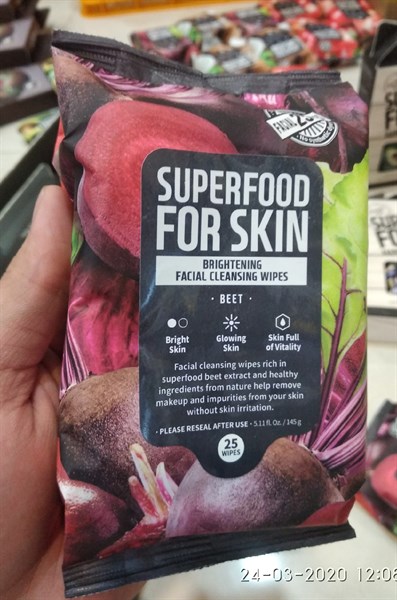 SUPERFOOD
FOR SKIN
BRIGHTENING
FACIAL CLEANSING WIPES
· BEET ·
Bright
Skin
Glowing
Skin
Skin Full
of Vitality
Facial cleansing wipes rich in
superfood beet extract and healthy
ingredients from nature help remove
makeup and impurities from your skin
without skin irritation.
• PLEASE RESEAL AFTER USE • 5.11 fl. Oz. / 145 g
25
WIPES
24-03-2020 12:08